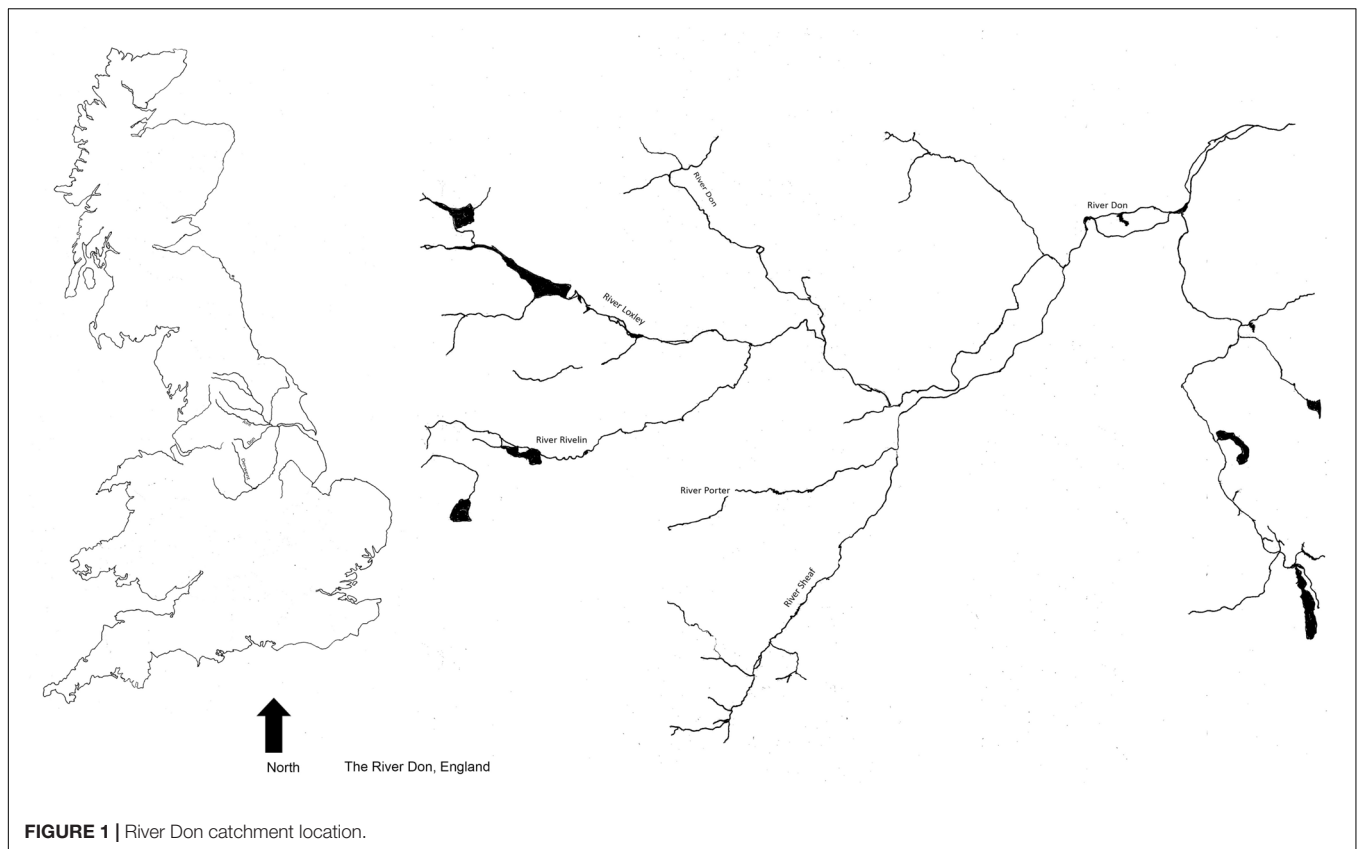 River Don
River Don
River Loxley
River Rivelin
River Porter
River Sheaf
Derwent
North
The River Don, England
FIGURE 1 | River Don catchment location.